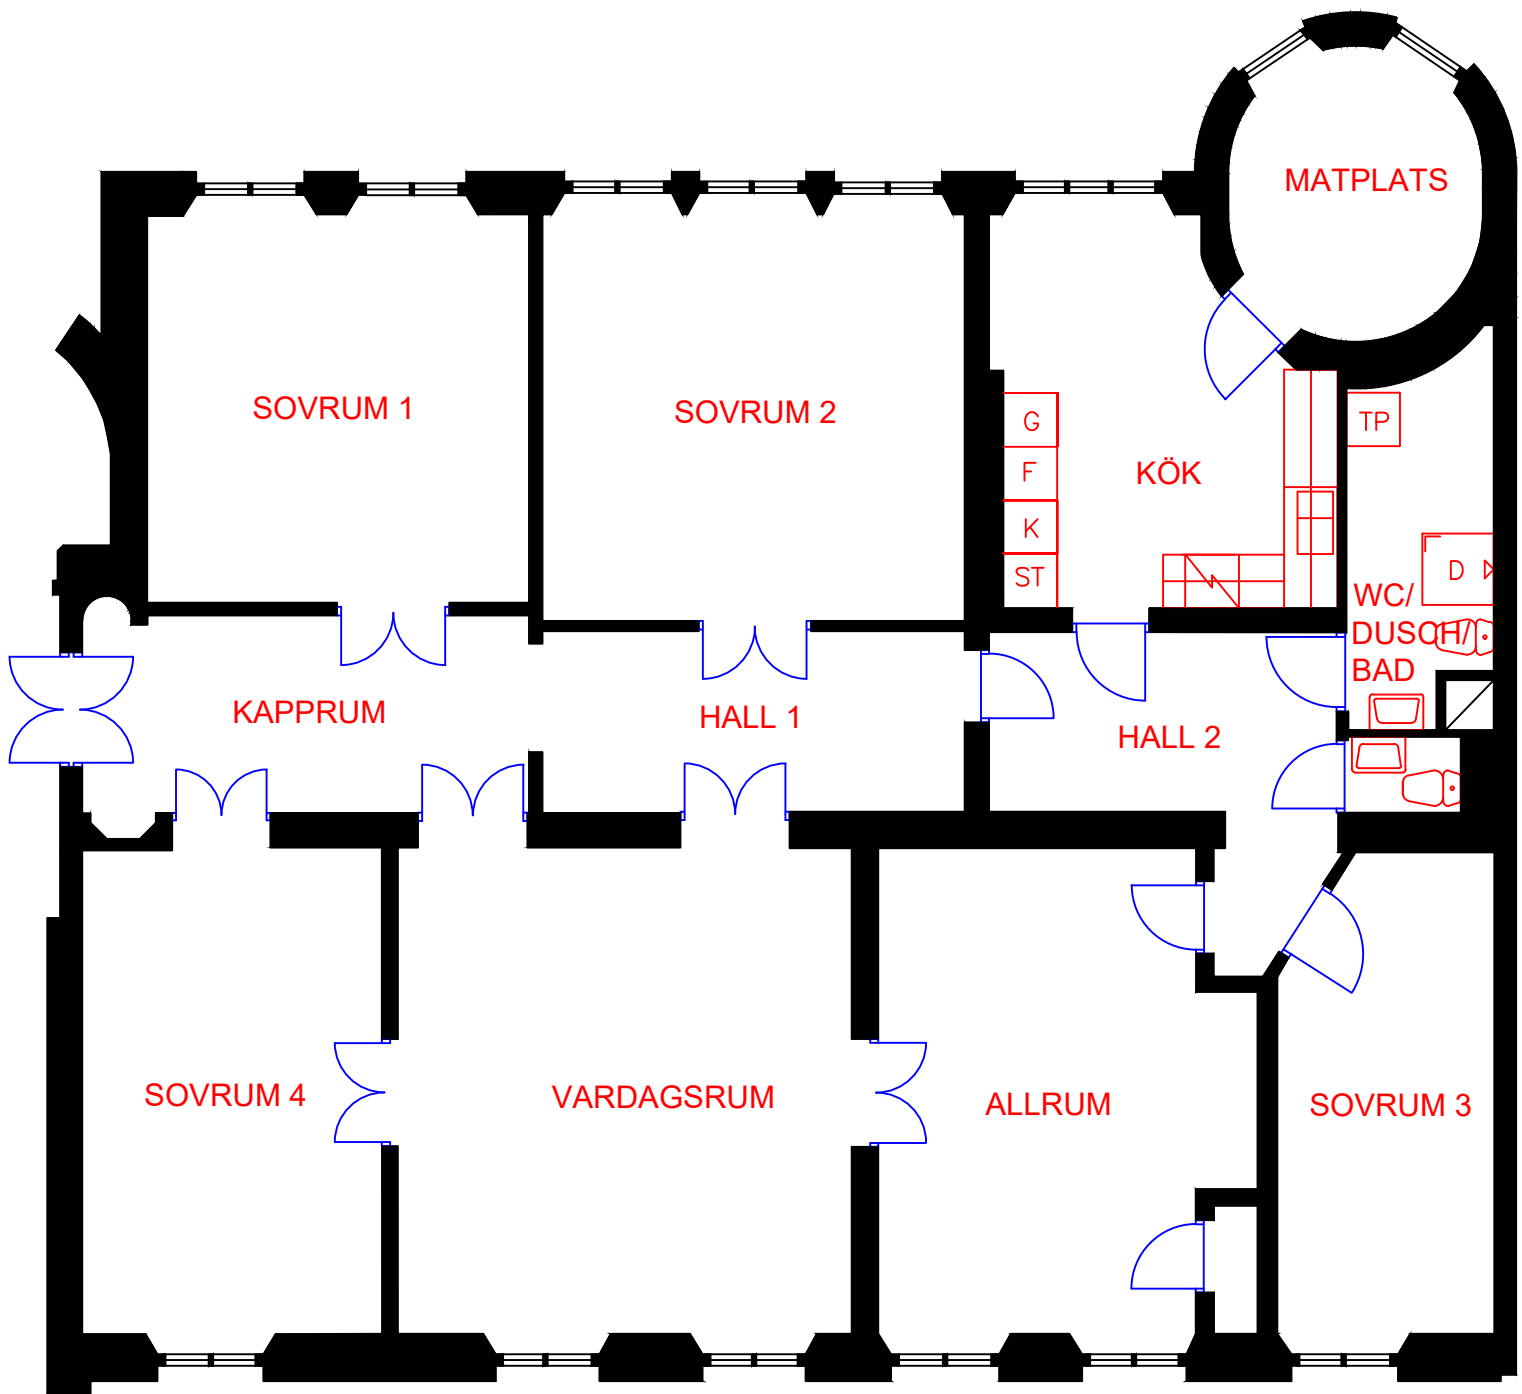 MATPLATS
SOVRUM 1
SOVRUM 2
G
TP
F
KÖK
K
ST
D
WC/
DUSCH/
BAD
KAPPRUM
HALL 1
HALL 2
SOVRUM 4
VARDAGSRUM
ALLRUM
SOVRUM 3